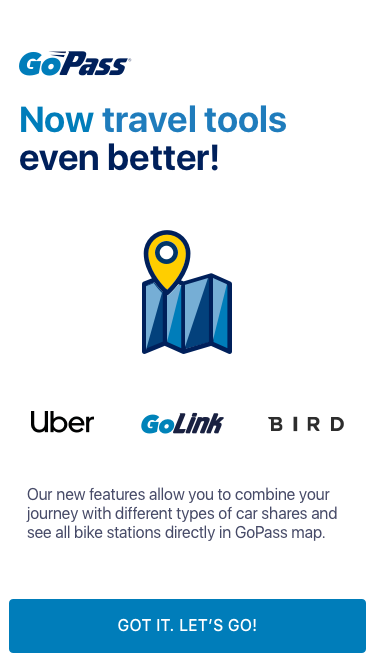 GoPass
Now travel tools
even better!
Uber
GoLink
BIRD
Our new features allow you to combine your
journey with different types of car shares and
see all bike stations directly in GoPass map.
GOT IT. LET’S GO!